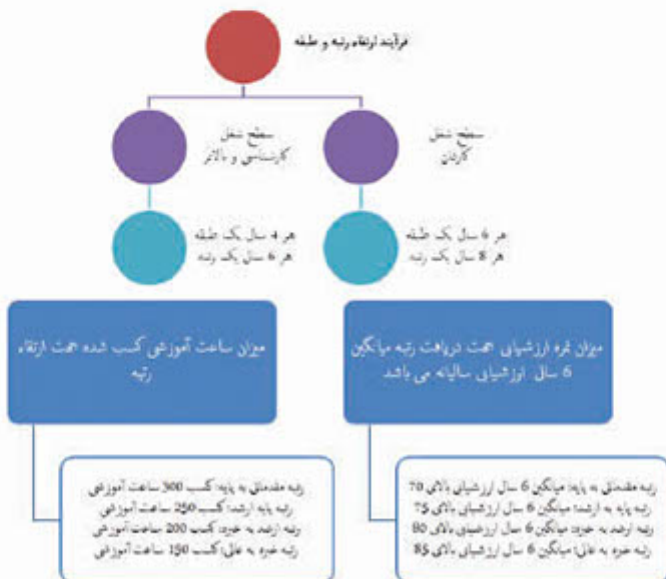 فرآیند ارتقاء رتبه و طبقه
سطح شغل
کاردان
سطح شغل
کارشناسی و بالاتر
هر 6 سال یک طبقه
هر 8 سال یک رتبه
هر 4 سال یک طبقه
هر 6 سال یک رتبه
میزان نمره ارزشیابی جهت دریافت رتبه میانگین
6 سال ارزشیابی سالیانه می باشد
میزان ساعت آموزشی کسب شده جهت ارتقاء
رتبه
رتبه مقدماتی به پایه: میانگین 6 سال ارزشیابی بالای 70
رتبه پایه به ارشد: میانگین 6 سال ارزشیابی بالای 75
رتبه ارشد به خبره: میانگین 6 سال ارزشیابی بالای 80
رتبه خبره به عالی: میانگین 6 سال ارزشیابی بالای 85
رتبه مقدماتی به پایه: کسب 300 ساعت آموزشی
رتبه پایه ارشد: کسب 250 ساعت آموزشی
رتبه ارشد به خبره: کسب 200 ساعت آموزشی
رتبه خبره به عالی: کسب 150 ساعت آموزشی